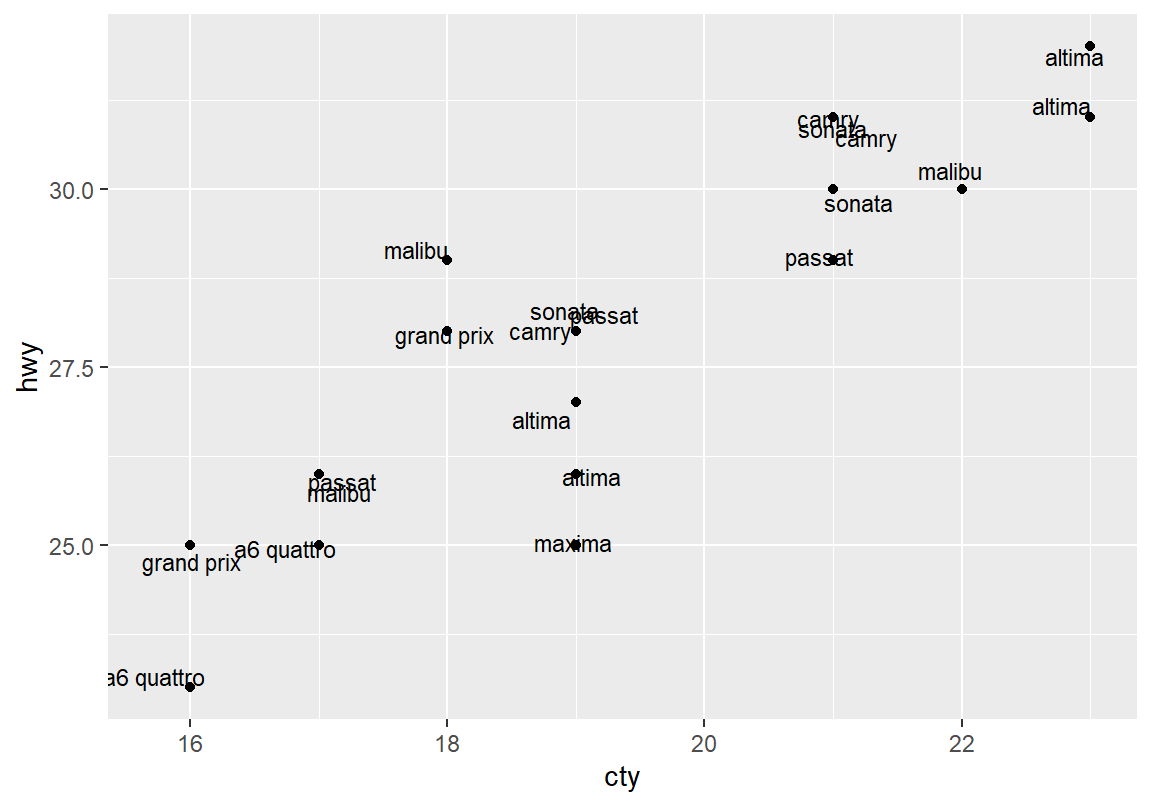 altima
altima
camry
sonata
camry
malibu
30.0
sonata
malibu
passat
sonata
passat
grand prix
camry
hwy
27.5
altima
passat
altima
malibu
25.0
a6 quattro
maxima
grand prix
a6 quattro
16 18 20 22
cty